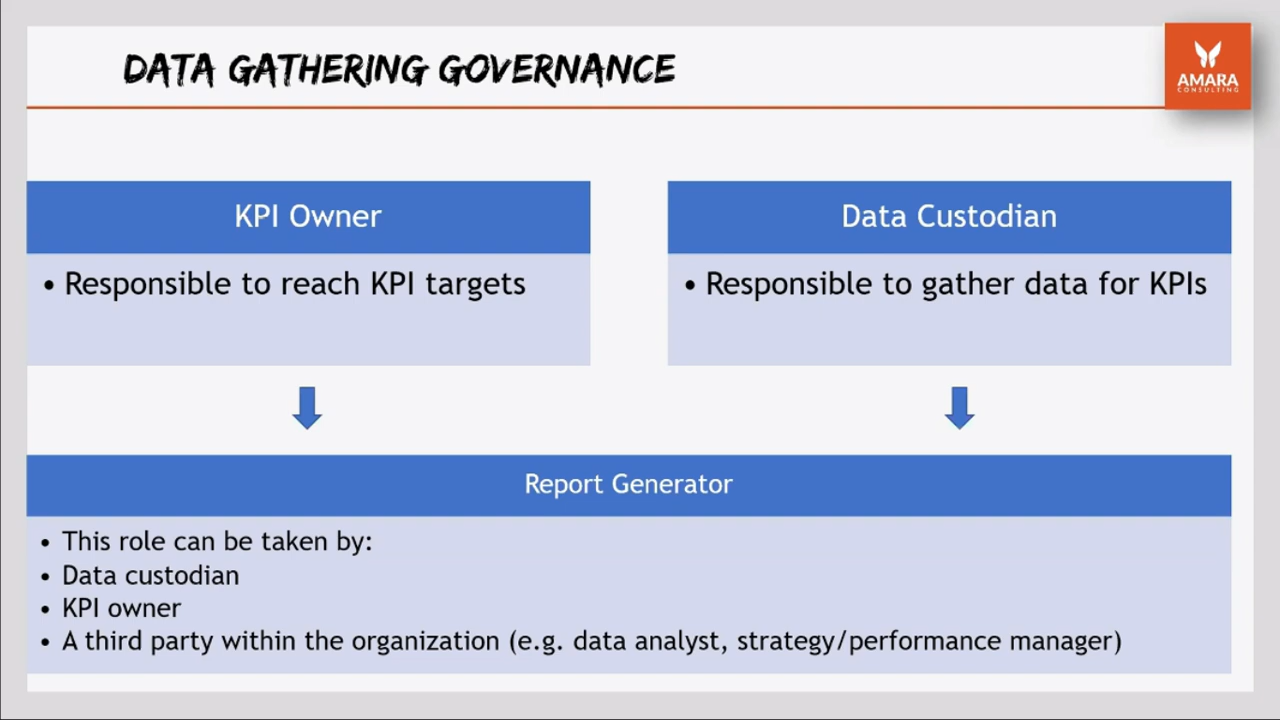 DATA GATHERING GOVERNANCE
AMARA
CONSULTING
KPI Owner
• Responsible to reach KPI targets
Data Custodian
• Responsible to gather data for KPIs
Report Generator
• This role can be taken by:
• Data custodian
• KPI owner
• A third party within the organization (e.g. data analyst, strategy/performance manager)